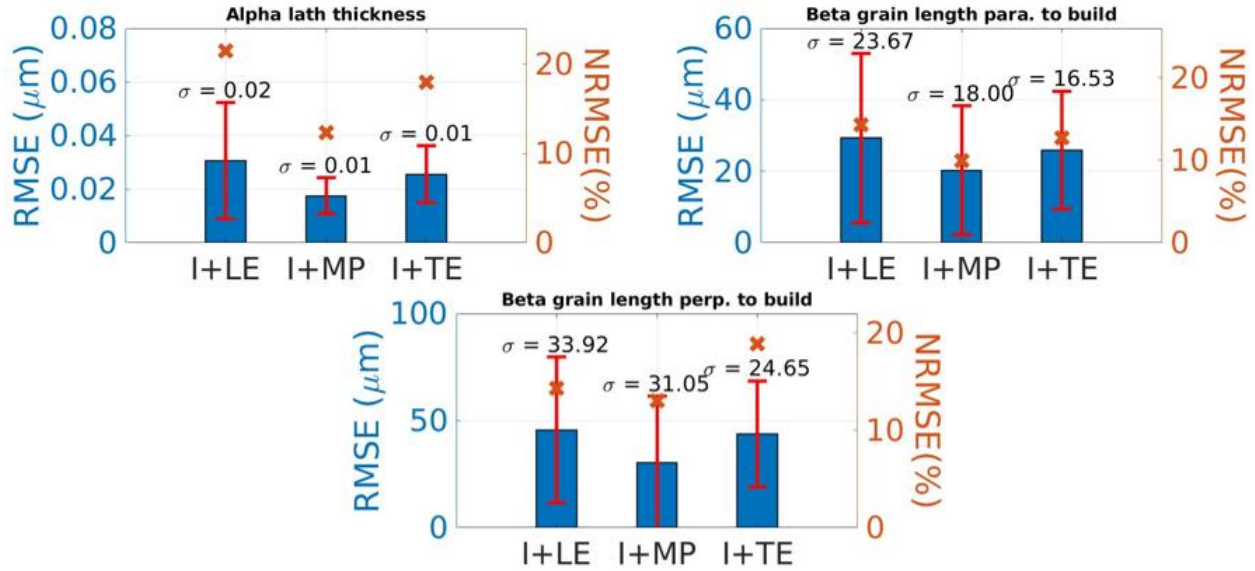 Alpha lath thickness
RMSE (μm)
0.08
0.06
0.04
0.02
0
σ = 0.02
σ = 0.01
σ = 0.01
I+LE
I+MP
I+TE
20
10
0
NRMSE(%)
Beta grain length para. to build
RMSE (μm)
60
40
20
0
σ = 23.67
σ = 18.00
σ = 16.53
I+LE
I+MP
I+TE
20
10
0
NRMSE(%)
Beta grain length perp. to build
RMSE (μm)
100
50
0
σ = 33.92
σ = 31.05
σ = 24.65
I+LE
I+MP
I+TE
20
10
0
NRMSE(%)